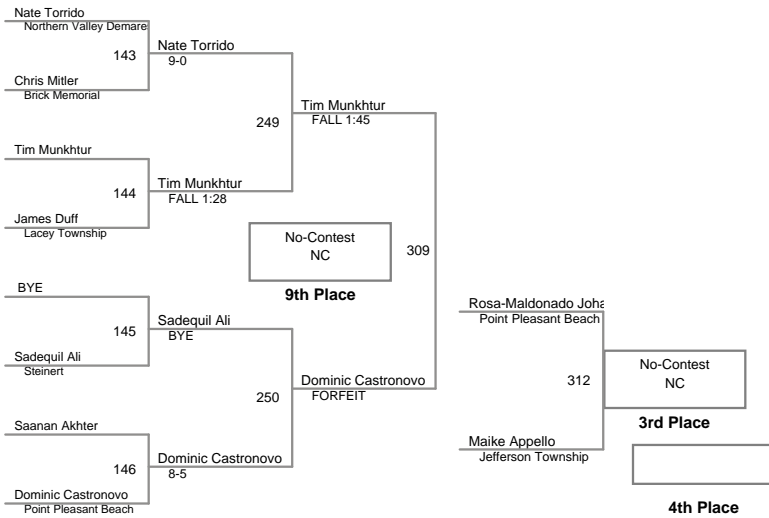 Nate Torrido
Northern Valley Demares
143
Nate Torrido
9-0
Chris Mitler
Brick Memorial
249
Tim Munkhtur
FALL 1:45
Tim Munkhtur
144
Tim Munkhtur
FALL 1:28
James Duff
Lacey Township
No-Contest
NC
9th Place
309
BYE
145
Sadequil Ali
BYE
Sadequil Ali
Steinert
250
Dominic Castronovo
FORFEIT
Saanan Akhter
146
Dominic Castronovo
8-5
Dominic Castronovo
Point Pleasant Beach
Rosa-Maldonado Joha
Point Pleasant Beach
312
No-Contest
NC
3rd Place
Maike Appello
Jefferson Township
4th Place